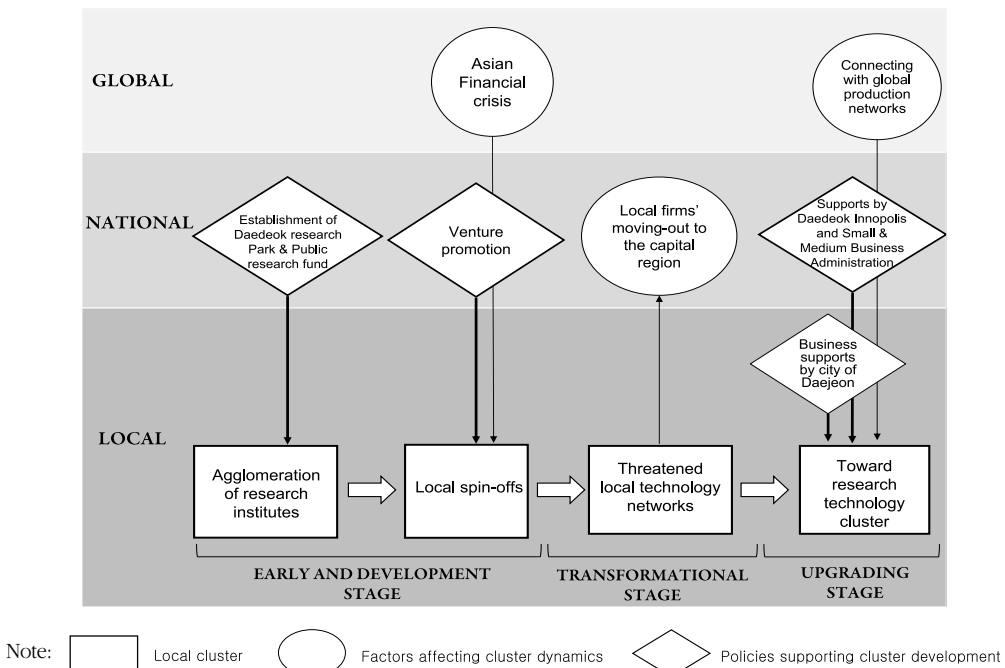 GLOBAL
Asian
Financial
crisis
Connecting
with global
production
networks
NATIONAL
Establishment of
Daedeok research
Park & Public
research fund
Venture
promotion
Local firms'
moving-out to
the capital
region
Supports by
Daedeok Innopolis
and Small &
Medium Business
Administration
LOCAL
Business
supports
by city of
Daejeon
Agglomeration
of research
institutes
Local spin-offs
Threatened
local technology
networks
Toward
research
technology
cluster
EARLY AND DEVELOPMENT
STAGE
TRANSFORMATIONAL
STAGE
UPGRADING
STAGE
Note:
Local cluster
Factors affecting cluster dynamics
Policies supporting cluster development